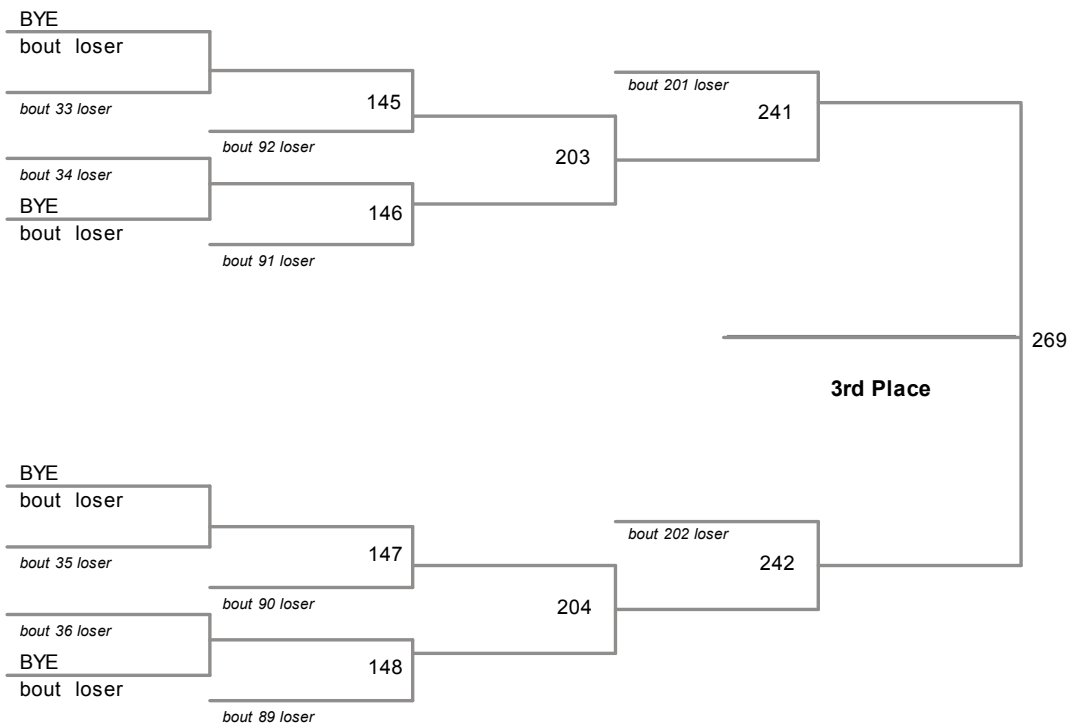 BYE
bout loser
bout 33 loser
145
bout 92 loser
bout 34 loser
BYE
bout loser
146
bout 91 loser
203
bout 201 loser
241
269
3rd Place
BYE
bout loser
bout 35 loser
147
bout 90 loser
bout 36 loser
BYE
bout loser
148
bout 89 loser
204
bout 202 loser
242